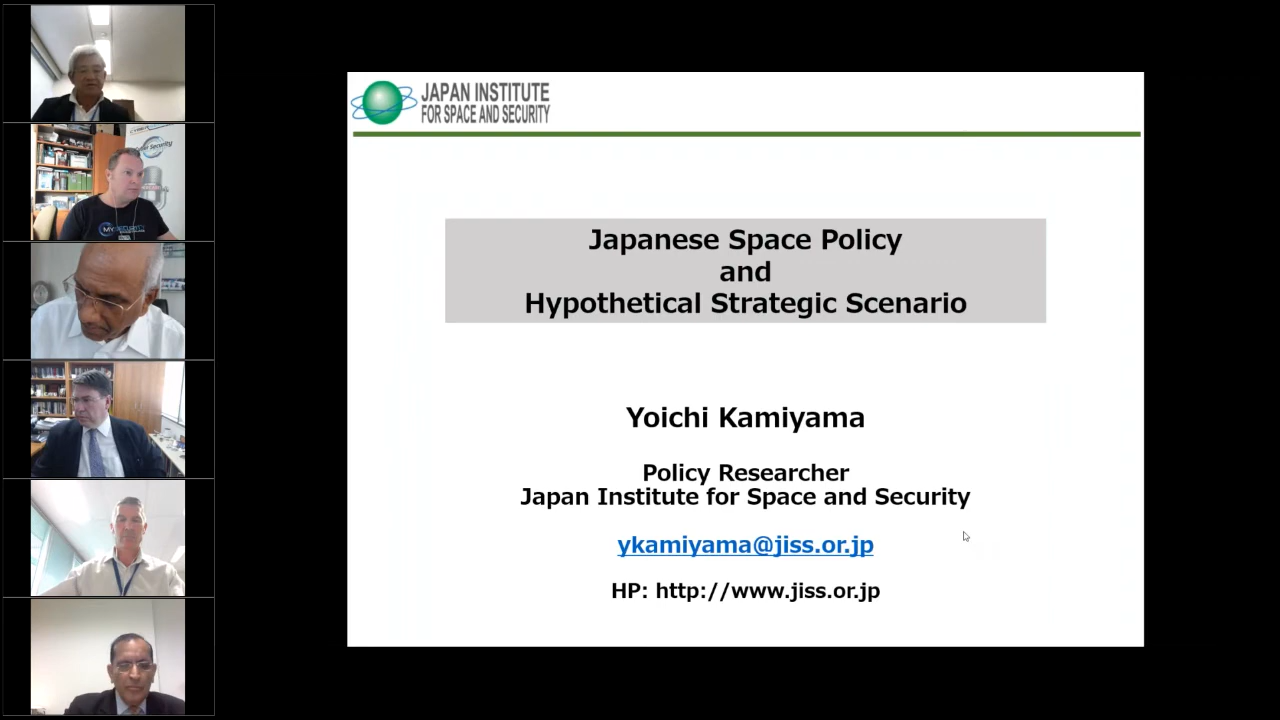 JAPAN INSTITUTE
FOR SPACE AND SECURITY
Japanese Space Policy
and
Hypothetical Strategic Scenario
Yoichi Kamiyama
Policy Researcher
Japan Institute for Space and Security
ykamiyama@jiss.or.jp
HP: http://www.jiss.or.jp